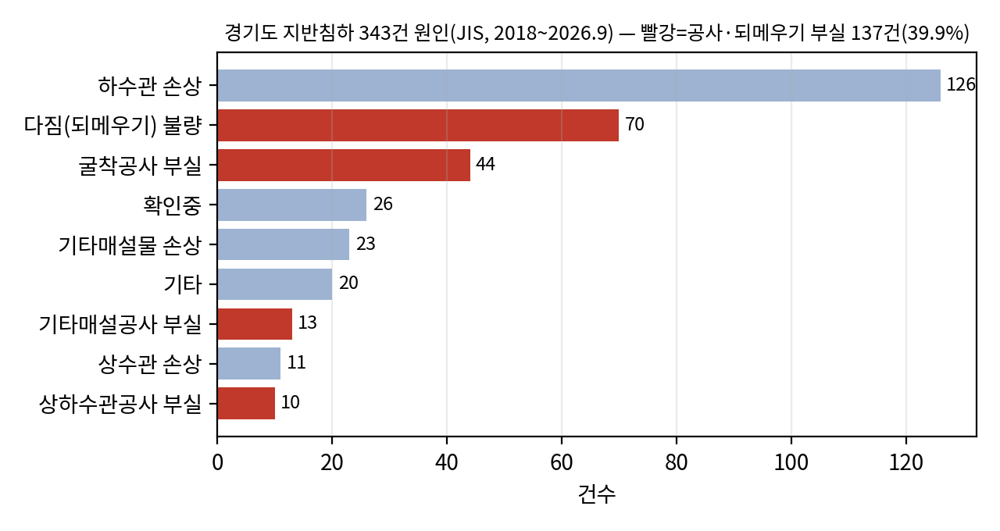 경기도 지반침하 343건 원인(JIS, 2018~2026.9) — 빨강=공사·되메우기 부실 137건(39.9%)
하수관 손상 126
다짐(되메우기) 불량 70
굴착공사 부실 44
확인중 26
기타매설물 손상 23
기타 20
기타매설공사 부실 13
상수관 손상 11
상하수관공사 부실 10
0 20 40 60 80 100 120
건수